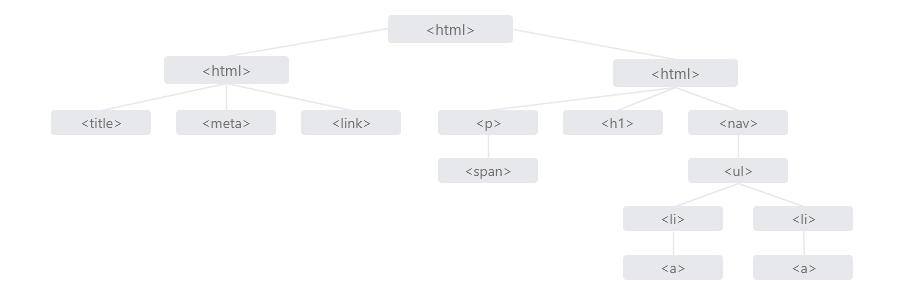 <html>
<html>
<html>
<title>
<meta>
<link>
<p>
<h1>
<nav>
<span>
<ul>
<li>
<li>
<a>
<a>